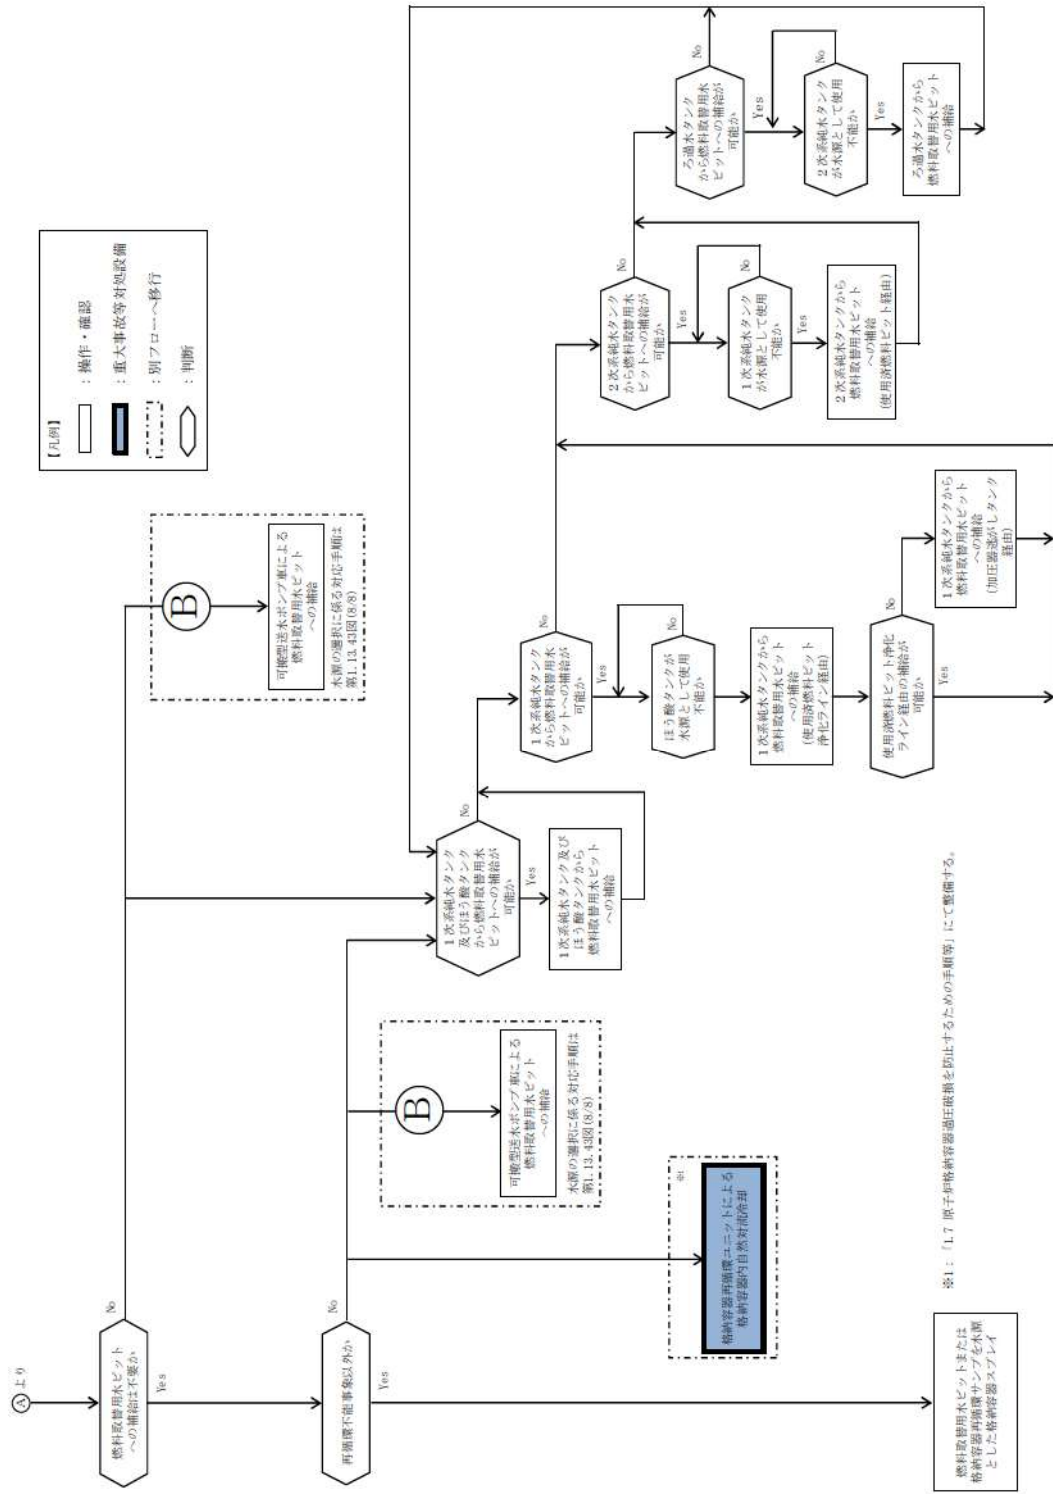 Ⓐより
燃料取替用水ピット
への補給は不要か
No
Yes
再循環不能事象以外か
No
Yes
燃料取替用水ピットまたは
格納容器再循環サンプを水源
とした格納容器スプレイ
※1
格納容器再循環ユニットによる
格納容器内自然対流冷却
B
可搬型送水ポンプ車による
燃料取替用水ピット
への補給
水源の選択に係る対応手順は
第1.13.43図(8/8)
B
可搬型送水ポンプ車による
燃料取替用水ピット
への補給
水源の選択に係る対応手順は
第1.13.43図(8/8)
1次系純水タンク
及びほう酸タンク
から燃料取替用水
ピットへの補給が
可能か
No
Yes
1次系純水タンク及び
ほう酸タンクから
燃料取替用水ピット
への補給
1次系純水タンク
から燃料取替用水
ピットへの補給が
可能か
No
Yes
ほう酸タンクが
水源として使用
不能か
No
1次系純水タンクから
燃料取替用水ピット
への補給
(使用済燃料ピット
浄化ライン経由)
使用済燃料ピット浄化
ライン経由の補給が
可能か
No
Yes
1次系純水タンクから
燃料取替用水ピット
への補給
(加圧器逃がしタンク
経由)
2次系純水タンク
から燃料取替用水
ピットへの補給が
可能か
No
Yes
1次系純水タンク
が水源として使用
不能か
No
Yes
2次系純水タンクから
燃料取替用水ピット
への補給
(使用済燃料ピット経由)
ろ過水タンク
から燃料取替用水
ピットへの補給が
可能か
No
Yes
2次系純水タンク
が水源として使用
不能か
No
Yes
ろ過水タンクから
燃料取替用水ピット
への補給
【凡例】
：操作・確認
：重大事故等対処設備
：別フローへ移行
：判断
※1：「1.7 原子炉格納容器過圧破損を防止するための手順等」にて整備する。